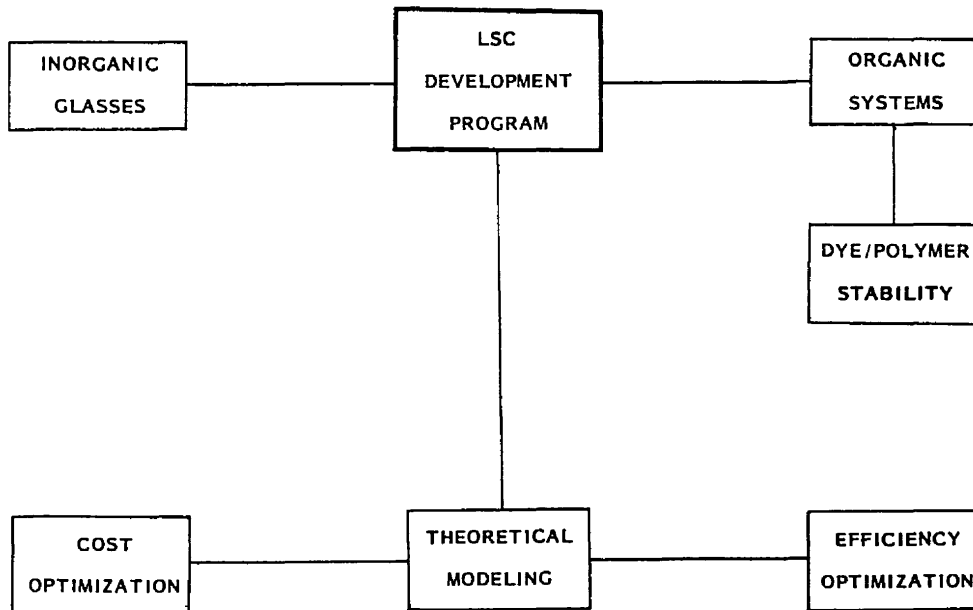 INORGANIC
GLASSES
LSC
DEVELOPMENT
PROGRAM
ORGANIC
SYSTEMS
DYE/POLYMER
STABILITY
COST
OPTIMIZATION
THEORETICAL
MODELING
EFFICIENCY
OPTIMIZATION